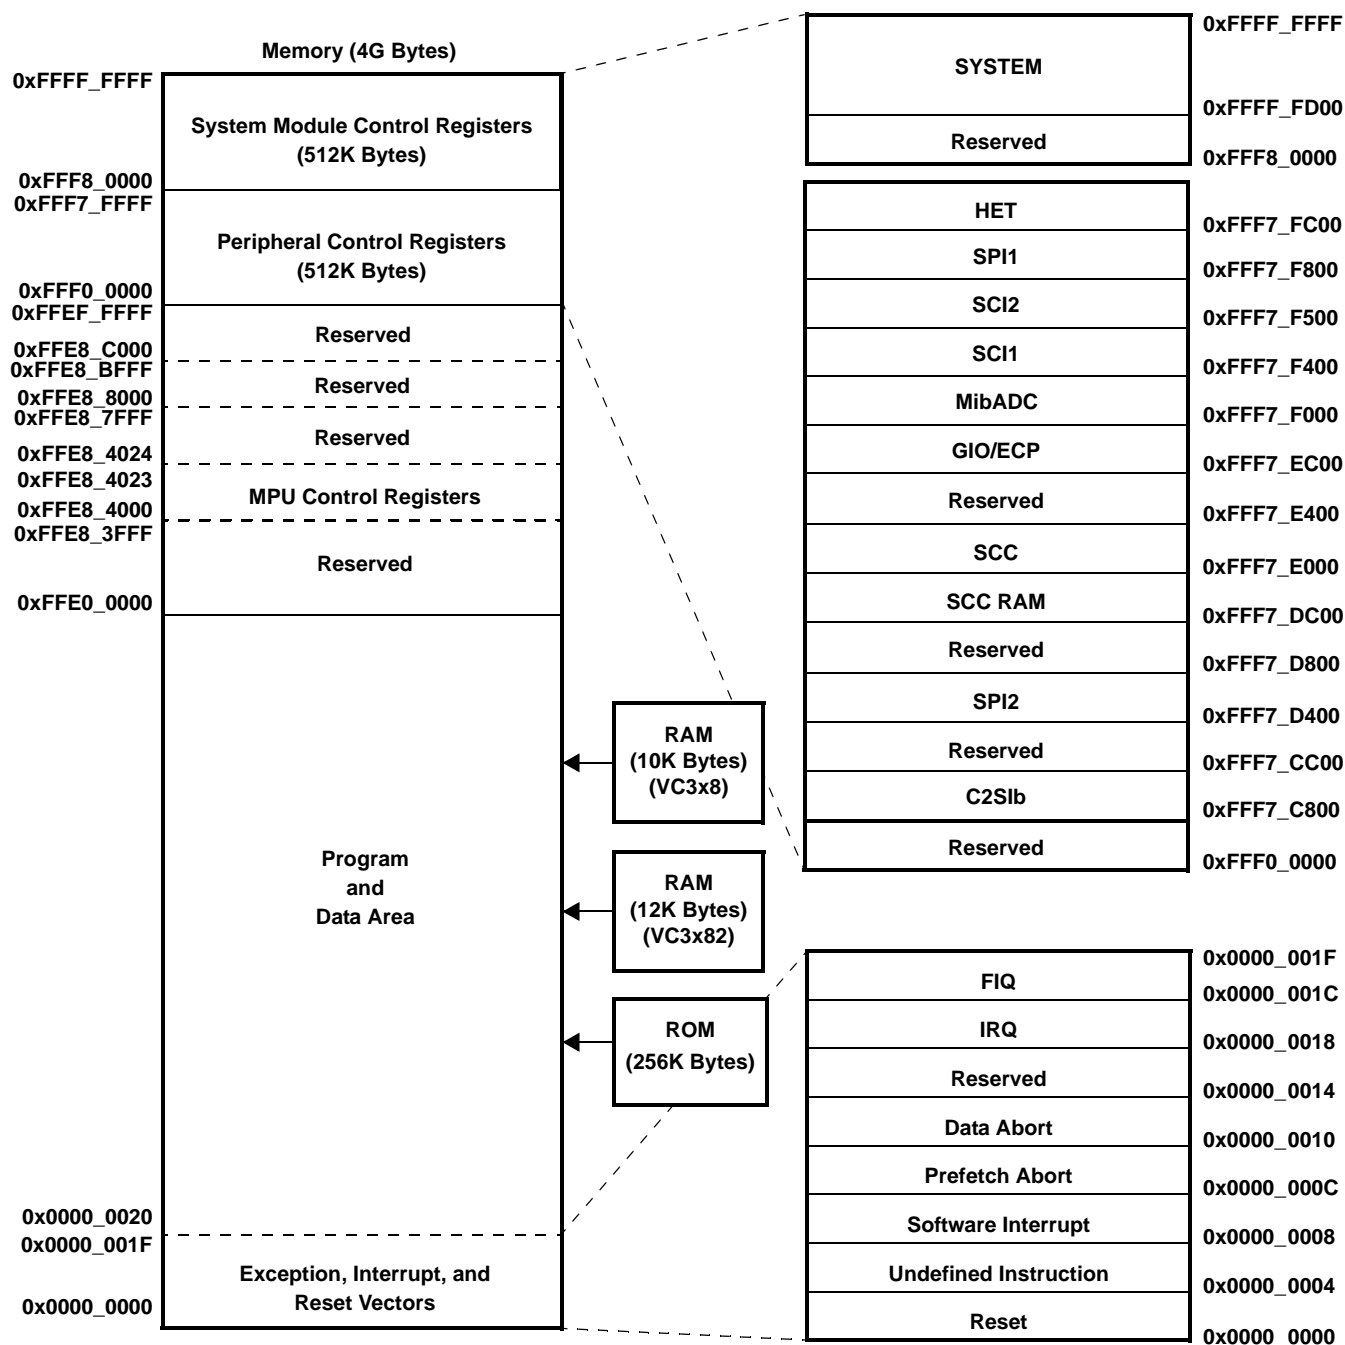 Memory (4G Bytes)
0xFFFF_FFFF
System Module Control Registers
(512K Bytes)
0xFFF8_0000
0xFFF7_FFFF
Peripheral Control Registers
(512K Bytes)
0xFFF0_0000
0xFFEF_FFFF
Reserved
0xFFE8_C000
0xFFE8_BFFF
Reserved
0xFFE8_8000
0xFFE8_7FFF
Reserved
0xFFE8_4024
0xFFE8_4023
MPU Control Registers
0xFFE8_4000
0xFFE8_3FFF
Reserved
0xFFE0_0000
Program
and
Data Area
0x0000_0020
0x0000_001F
Exception, Interrupt, and
Reset Vectors
0x0000_0000
RAM
(10K Bytes)
(VC3x8)
RAM
(12K Bytes)
(VC3x82)
ROM
(256K Bytes)
0xFFFF_FFFF
SYSTEM
0xFFFF_FD00
Reserved
0xFFF8_0000
HET
0xFFF7_FC00
SPI1
0xFFF7_F800
SCI2
0xFFF7_F500
SCI1
0xFFF7_F400
MibADC
0xFFF7_F000
GIO/ECP
0xFFF7_EC00
Reserved
0xFFF7_E400
SCC
0xFFF7_E000
SCC RAM
0xFFF7_DC00
Reserved
0xFFF7_D800
SPI2
0xFFF7_D400
Reserved
0xFFF7_CC00
C2SIb
0xFFF7_C800
Reserved
0xFFF0_0000
0x0000_001F
FIQ
0x0000_001C
IRQ
0x0000_0018
Reserved
0x0000_0014
Data Abort
0x0000_0010
Prefetch Abort
0x0000_000C
Software Interrupt
0x0000_0008
Undefined Instruction
0x0000_0004
Reset
0x0000_0000